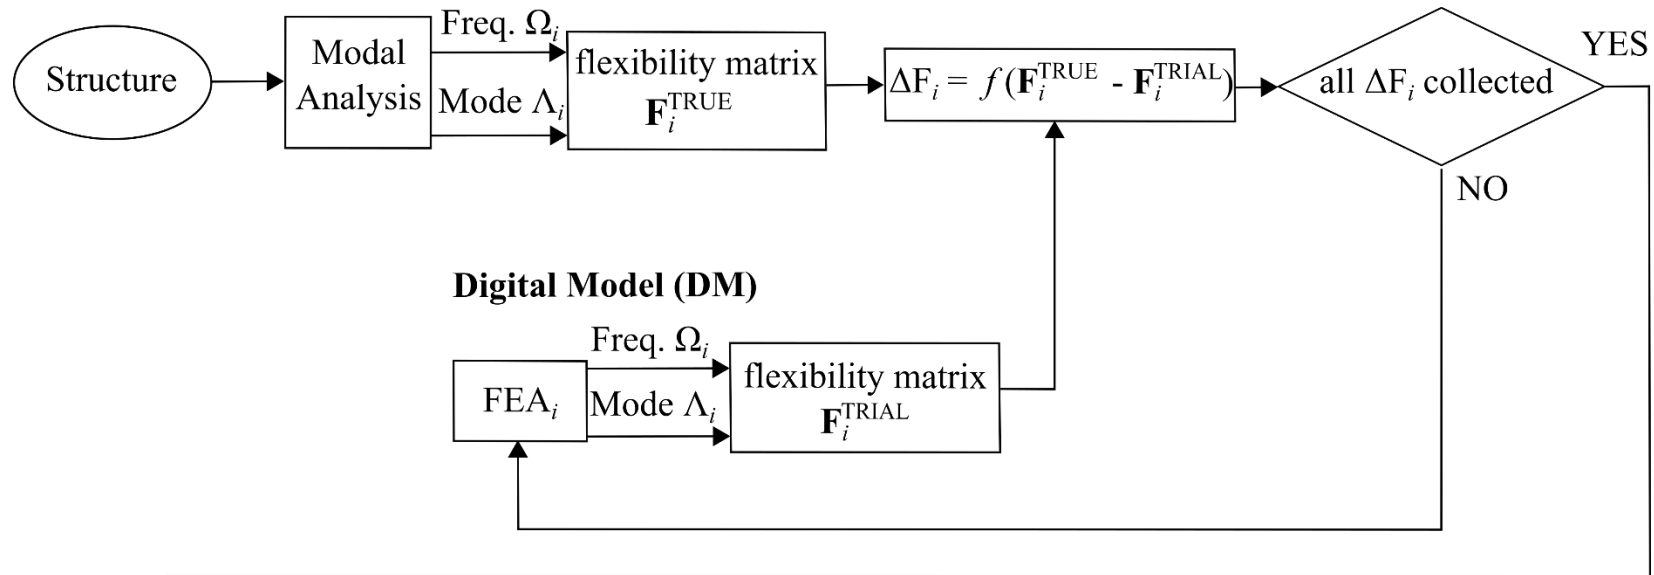 Structure
Modal
Analysis
Freq. Ωᵢ
Mode Λᵢ
flexibility matrix
Fᵢᵀᴿᵁᴱ
ΔFᵢ = f(Fᵢᵀᴿᵁᴱ - Fᵢᵀᴿᴵᴬᴸ)
all ΔFᵢ collected
YES
NO
Digital Model (DM)
FEAᵢ
Freq. Ωᵢ
Mode Λᵢ
flexibility matrix
Fᵢᵀᴿᴵᴬᴸ